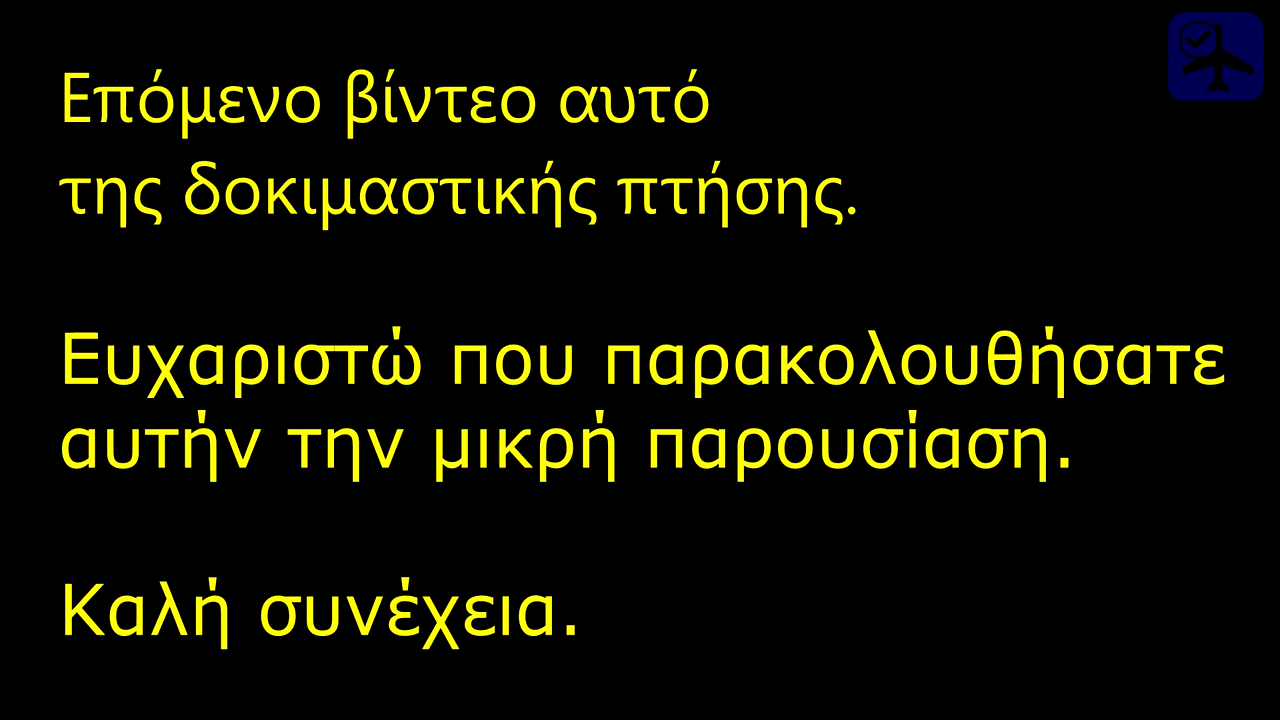 Επόμενο βίντεο αυτό
της δοκιμαστικής πτήσης.
Ευχαριστώ που παρακολουθήσατε
αυτήν την μικρή παρουσίαση.
Καλή συνέχεια.